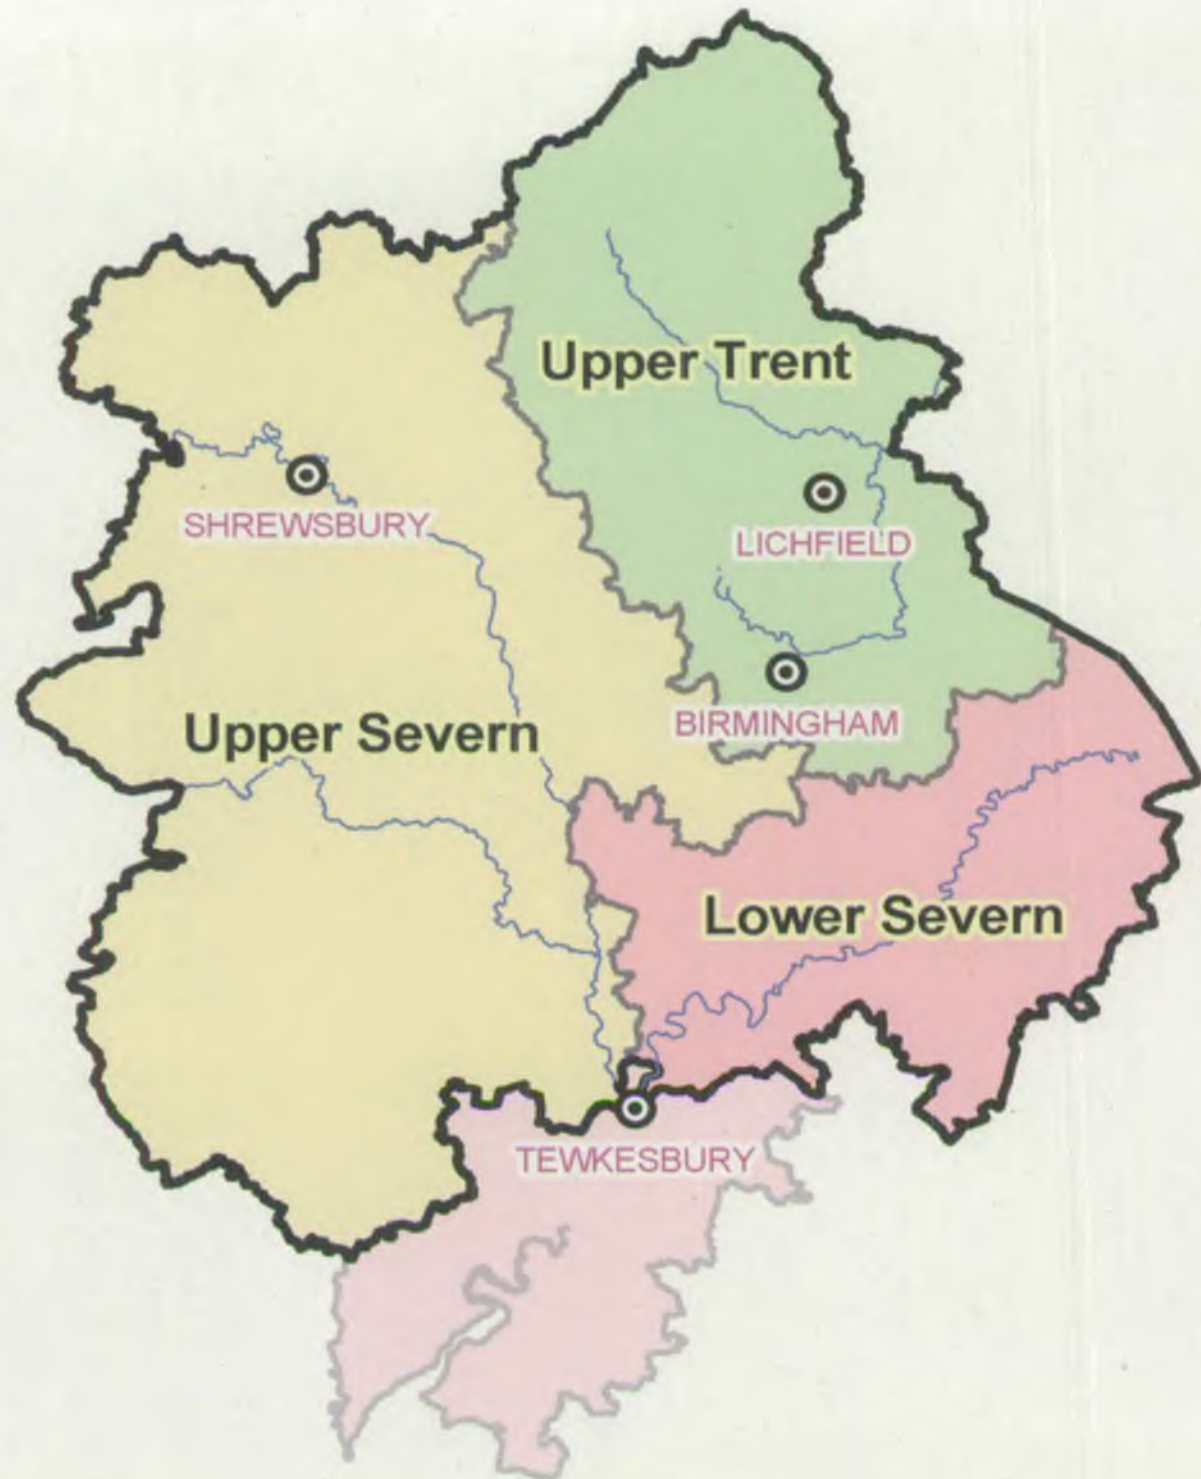 Upper Trent
SHREWSBURY
LICHFIELD
BIRMINGHAM
Upper Severn
Lower Severn
TEWKESBURY